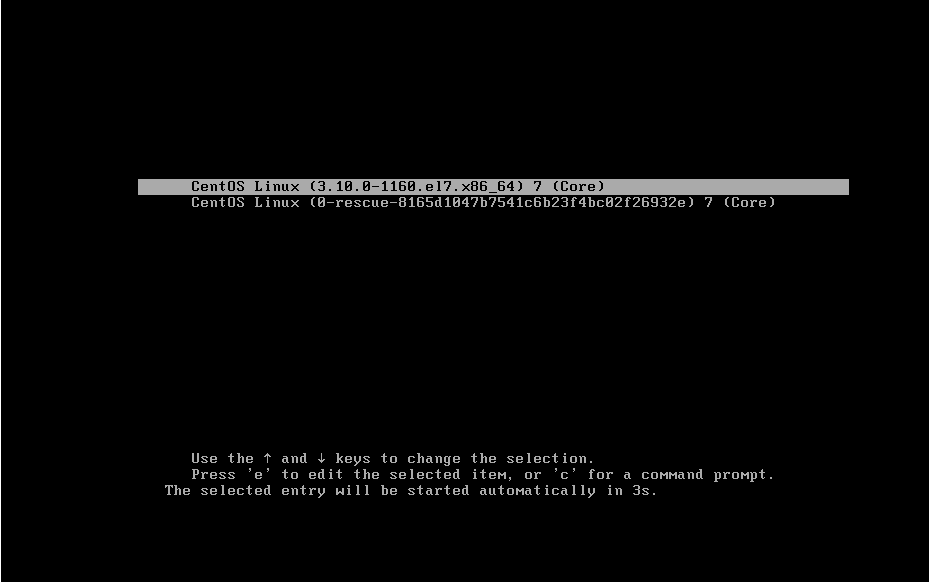 CentOS Linux (3.10.0-1160.el7.x86_64) 7 (Core)
CentOS Linux (0-rescue-8165d1047b7541c6b23f4bc02f26932e) 7 (Core)
Use the ↑ and ↓ keys to change the selection.
Press 'e' to edit the selected item, or 'c' for a command prompt.
The selected entry will be started automatically in 3s.